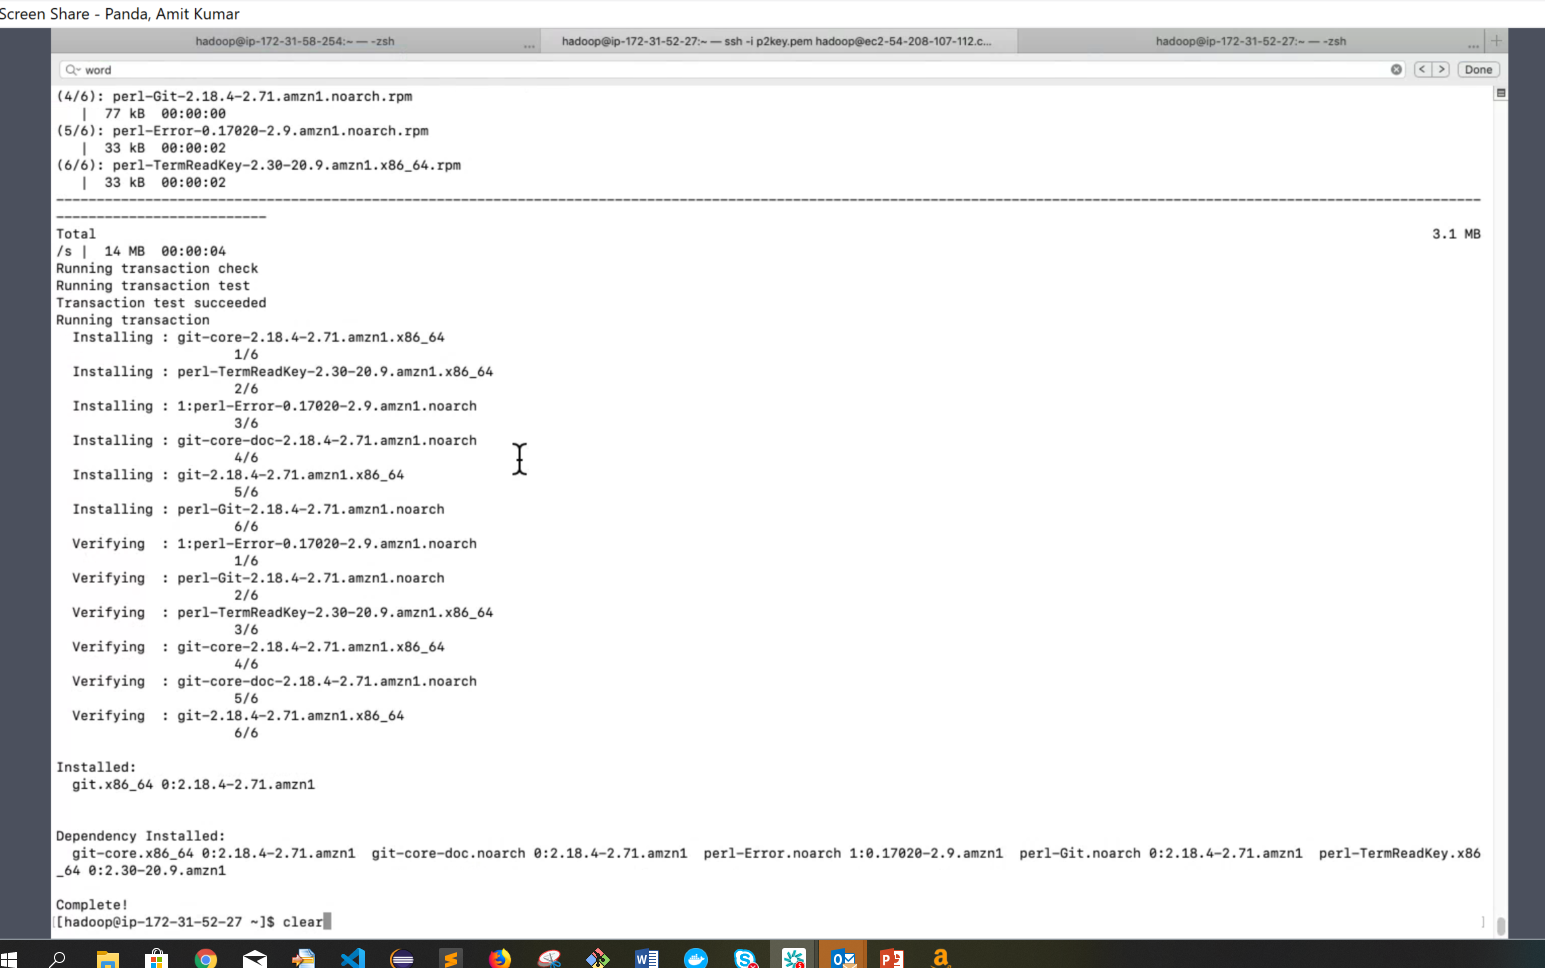 Screen Share - Panda, Amit Kumar
hadoop@ip-172-31-58-254:~ — -zsh
...
hadoop@ip-172-31-52-27:~ — ssh -i p2key.pem hadoop@ec2-54-208-107-112.c...
hadoop@ip-172-31-52-27:~ — -zsh
...
word
Done
(4/6): perl-Git-2.18.4-2.71.amzn1.noarch.rpm
| 77 kB 00:00:00
(5/6): perl-Error-0.17020-2.9.amzn1.noarch.rpm
| 33 kB 00:00:02
(6/6): perl-TermReadKey-2.30-20.9.amzn1.x86_64.rpm
| 33 kB 00:00:02
Total 3.1 MB
/s | 14 MB 00:00:04
Running transaction check
Running transaction test
Transaction test succeeded
Running transaction
Installing : git-core-2.18.4-2.71.amzn1.x86_64
1/6
Installing : perl-TermReadKey-2.30-20.9.amzn1.x86_64
2/6
Installing : 1:perl-Error-0.17020-2.9.amzn1.noarch
3/6
Installing : git-core-doc-2.18.4-2.71.amzn1.noarch
4/6
Installing : git-2.18.4-2.71.amzn1.x86_64
5/6
Installing : perl-Git-2.18.4-2.71.amzn1.noarch
6/6
Verifying : 1:perl-Error-0.17020-2.9.amzn1.noarch
1/6
Verifying : perl-Git-2.18.4-2.71.amzn1.noarch
2/6
Verifying : perl-TermReadKey-2.30-20.9.amzn1.x86_64
3/6
Verifying : git-core-2.18.4-2.71.amzn1.x86_64
4/6
Verifying : git-core-doc-2.18.4-2.71.amzn1.noarch
5/6
Verifying : git-2.18.4-2.71.amzn1.x86_64
6/6
Installed:
git.x86_64 0:2.18.4-2.71.amzn1
Dependency Installed:
git-core.x86_64 0:2.18.4-2.71.amzn1 git-core-doc.noarch 0:2.18.4-2.71.amzn1 perl-Error.noarch 1:0.17020-2.9.amzn1 perl-Git.noarch 0:2.18.4-2.71.amzn1 perl-TermReadKey.x86
_64 0:2.30-20.9.amzn1
Complete!
[[hadoop@ip-172-31-52-27 ~]$ clear ]